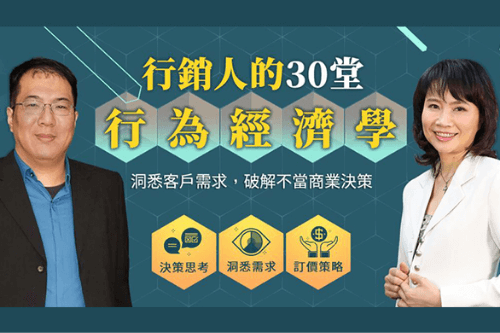 行銷人的30堂
行為經濟學
洞悉客戶需求，破解不當商業決策
決策思考
洞悉需求
訂價策略